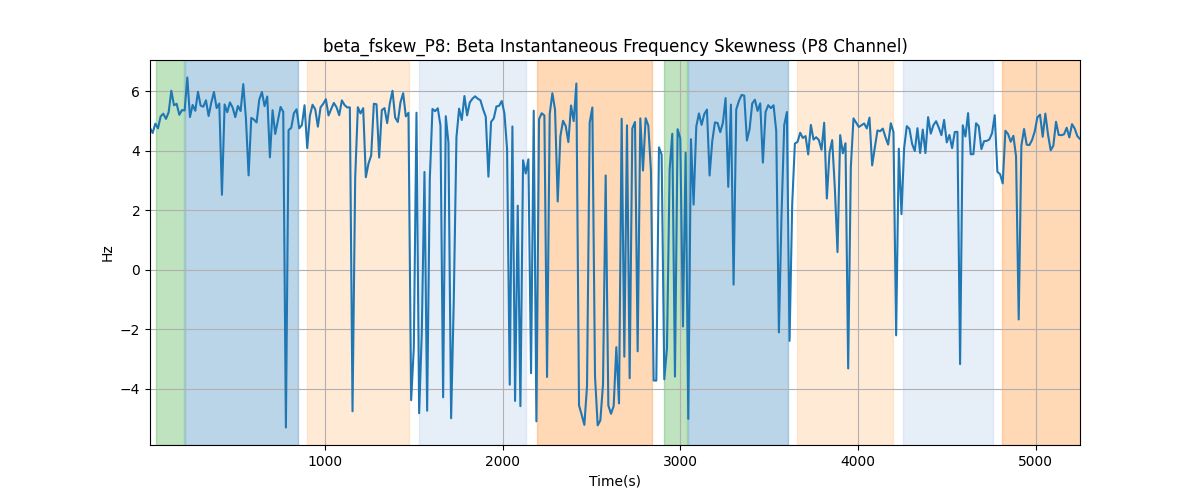 beta_fskew_P8: Beta Instantaneous Frequency Skewness (P8 Channel)
6
4
2
0
−2
−4
Hz
1000 2000 3000 4000 5000
Time(s)